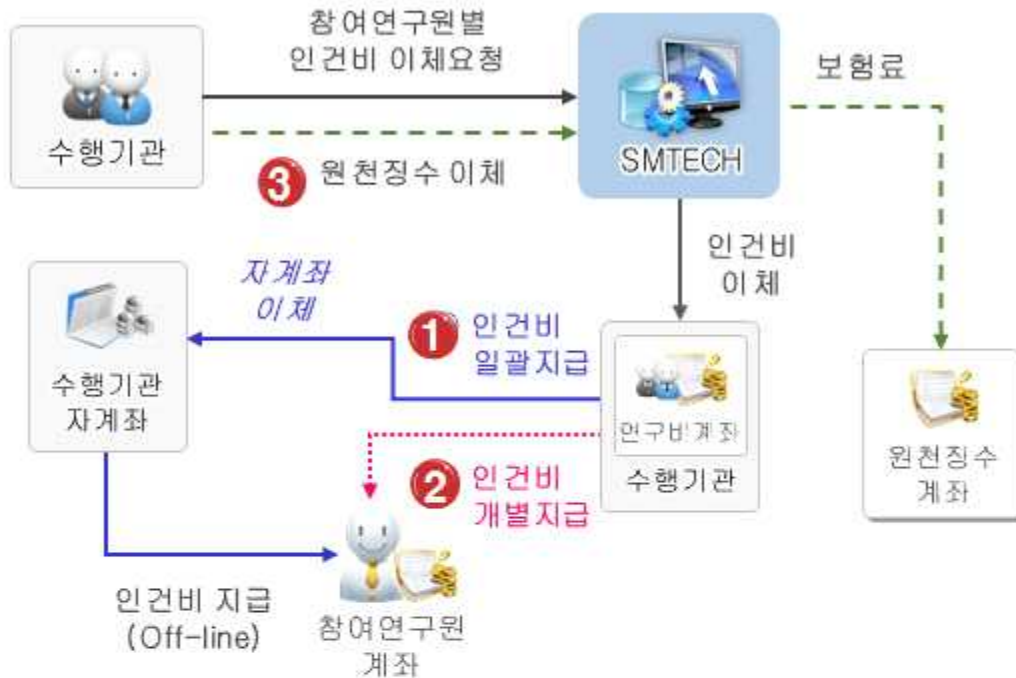 참여연구원별
인건비 이체요청
수행기관
SMTECH
보험료
3 원천징수 이체
인건비
이체
자계좌
이체
1 인건비
일괄지급
수행기관
자계좌
연구비계좌
수행기관
원천징수
계좌
2 인건비
개별지급
인건비 지급
(Off-line)
참여연구원
계좌